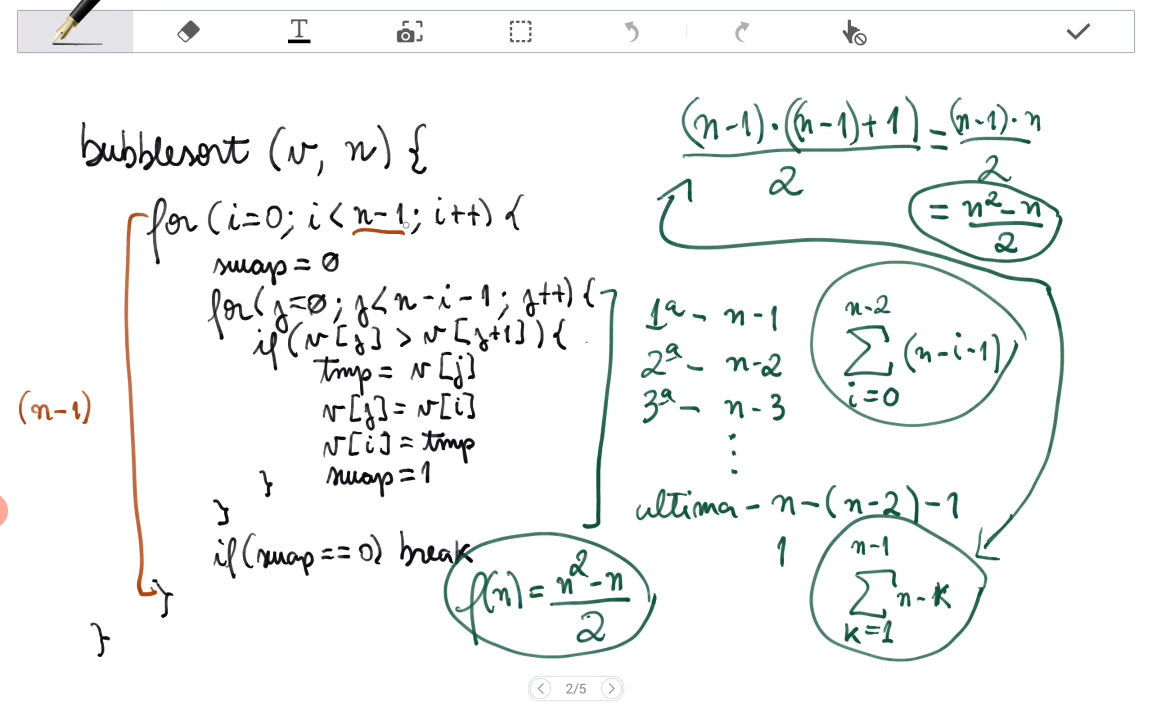 T
bubblesort (v, n) {
for (i=0; i < n-1; i++) {
swap = 0
for(j=0; j<n-i-1; j++) {
if(v[j] > v[j+1]) {
tmp = v[j]
v[j] = v[i]
v[i] = tmp
swap = 1
}
}
if(swap == 0) break
}
}
(n-1)
f(n) = (n² - n)/2
((n-1)·((n-1)+1))/2 = ((n-1)·n)/2
= (n² - n)/2
1ª - n-1
2ª - n-2
3ª - n-3
⋮
ultima - n-(n-2)-1
1
n-2
Σ (n-i-1)
i=0
n-1
Σ n-k
k=1
2/5